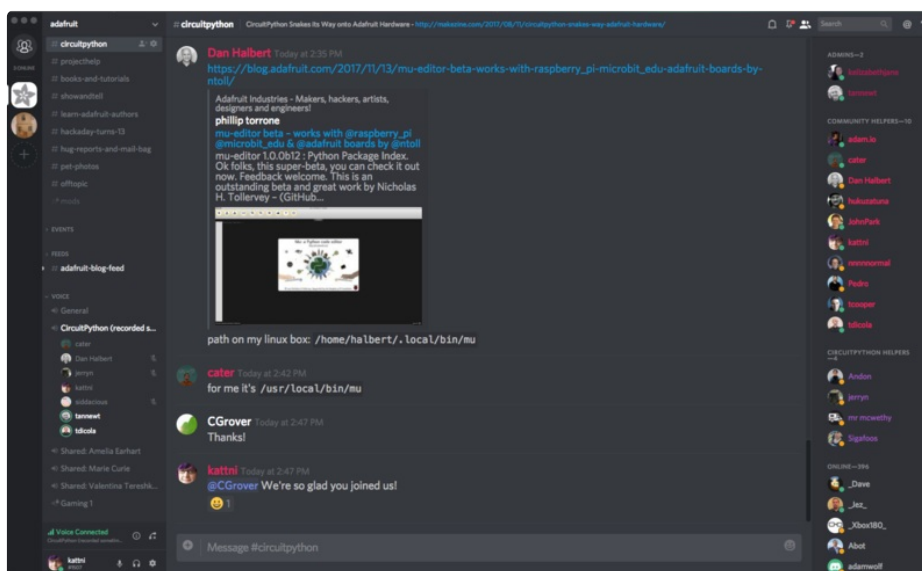 adafruit
# circuitpython
# projecthelp
# books-and-tutorials
# showandtell
# learn-adafruit-authors
# hackaday-turns-13
# hug-reports-and-mail-bag
# pet-photos
# offtopic
EVENTS
FEEDS
# adafruit-blog-feed
VOICE
General
CircuitPython (recorded s...
cater
Dan Halbert
jerryn
kattni
siddacious
tannewt
tdicola
Shared: Amelia Earhart
Shared: Marie Curie
Shared: Valentina Tereshk...
Gaming 1
Voice Connected
kattni
# circuitpython CircuitPython Snakes Its Way onto Adafruit Hardware - http://makezine.com/2017/08/11/circuitpython-snakes-way-adafruit-hardware/
Search
Dan Halbert Today at 2:35 PM
https://blog.adafruit.com/2017/11/13/mu-editor-beta-works-with-raspberry_pi-microbit_edu-adafruit-boards-by-
ntoll/
Adafruit Industries - Makers, hackers, artists,
designers and engineers!
phillip torrone
mu-editor beta – works with @raspberry_pi
@microbit_edu & @adafruit boards by @ntoll
mu-editor 1.0.0b12 : Python Package Index.
Ok folks, this super-beta, you can check it out
now. Feedback welcome. This is an
outstanding beta and great work by Nicholas
H. Tollervey – (GitHub...
path on my linux box: /home/halbert/.local/bin/mu
cater Today at 2:42 PM
for me it's /usr/local/bin/mu
CGrover Today at 2:47 PM
Thanks!
kattni Today at 2:47 PM
@CGrover We're so glad you joined us!
1
Message #circuitpython
ADMINS—2
tannewt
COMMUNITY HELPERS—10
adam.io
cater
Dan Halbert
hukuzatuna
JohnPark
kattni
Pedro
tcooper
tdicola
CIRCUITPYTHON HELPERS
—4
Andon
jerryn
mr mcwethy
Sigafoos
ONLINE—396
_Dave
_Jez_
_Xbox180_
Abot
adamwolf